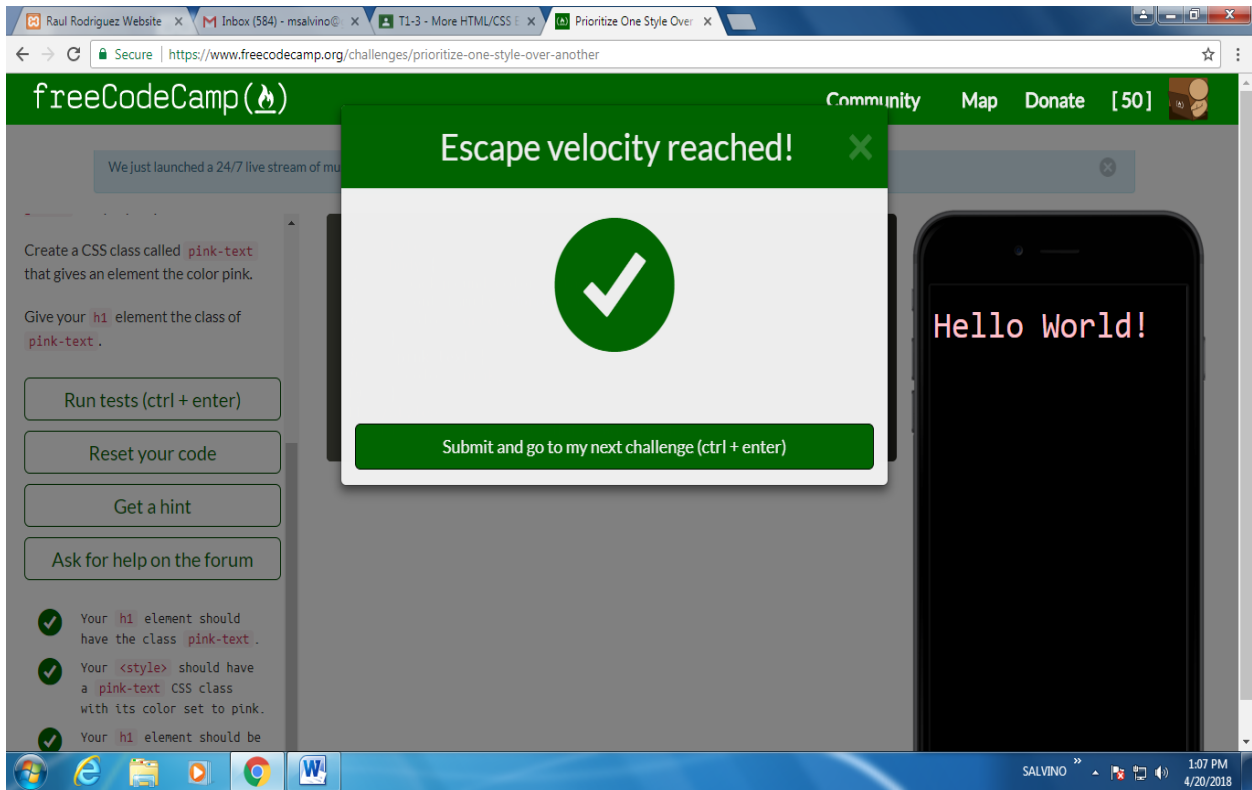 Raul Rodriguez Website
Inbox (584) - msalvino@
T1-3 - More HTML/CSS E
Prioritize One Style Over
Secure | https://www.freecodecamp.org/challenges/prioritize-one-style-over-another
freeCodeCamp
Community Map Donate [ 50 ]
Escape velocity reached!
We just launched a 24/7 live stream of mu
Create a CSS class called pink-text
that gives an element the color pink.
Give your h1 element the class of
pink-text .
Run tests (ctrl + enter)
Reset your code
Get a hint
Ask for help on the forum
Your h1 element should
have the class pink-text .
Your <style> should have
a pink-text CSS class
with its color set to pink.
Your h1 element should be
Submit and go to my next challenge (ctrl + enter)
Hello World!
SALVINO
1:07 PM
4/20/2018